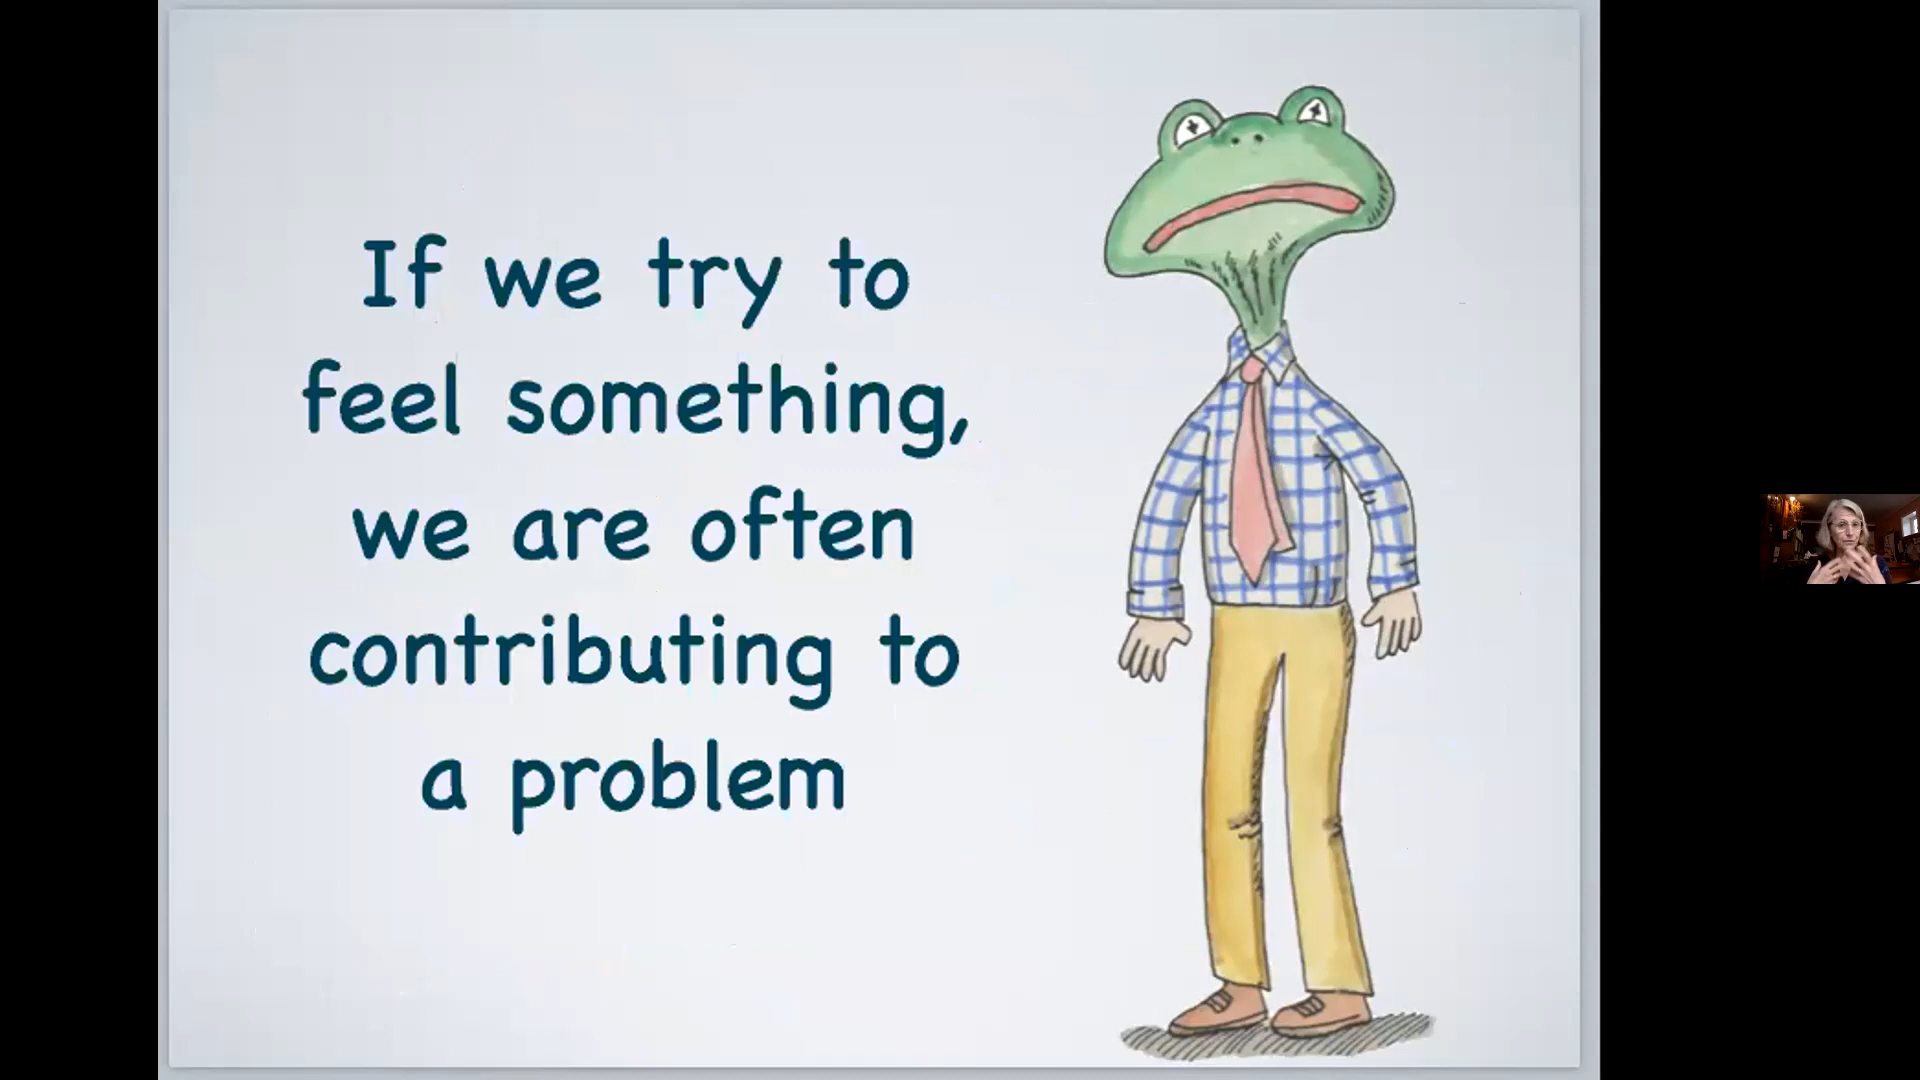 If we try to
feel something,
we are often
contributing to
a problem